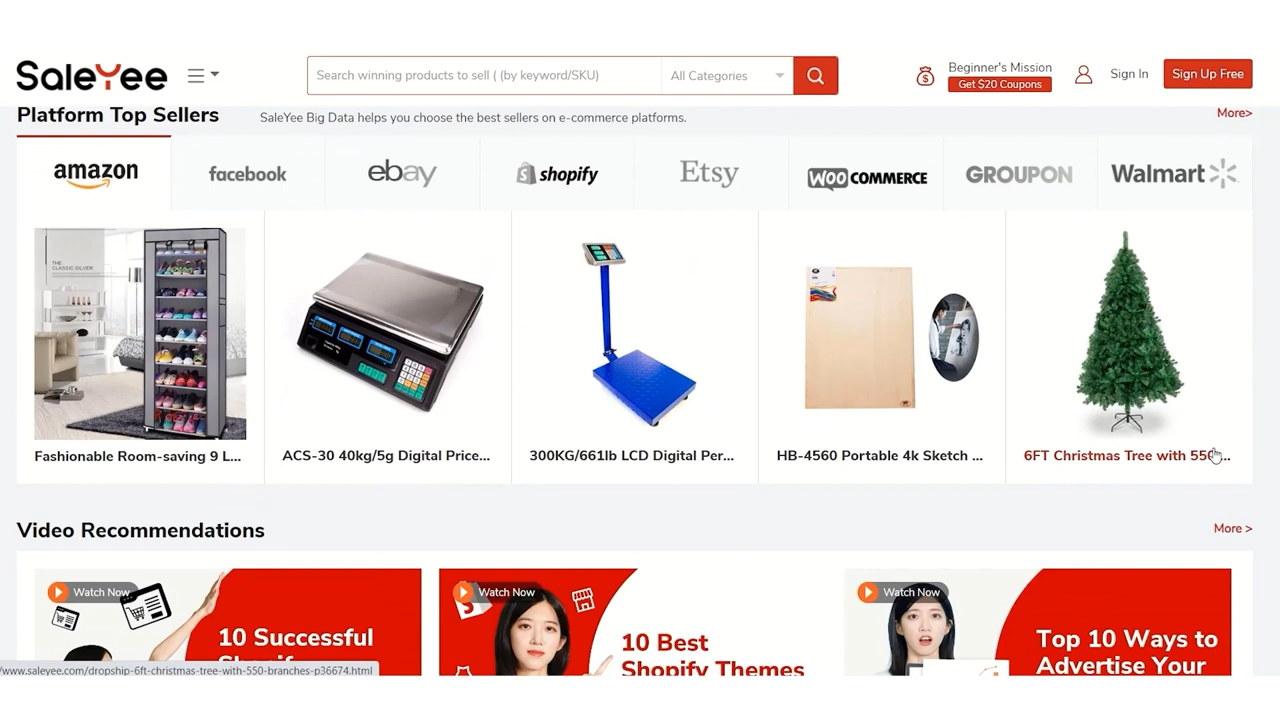 SaleYee
Search winning products to sell ( (by keyword/SKU)
All Categories
Beginner's Mission
Get $20 Coupons
Sign In
Sign Up Free
Platform Top Sellers
SaleYee Big Data helps you choose the best sellers on e-commerce platforms.
More>
amazon
facebook
ebay
shopify
Etsy
WOO COMMERCE
GROUPON
Walmart
THE
CLASSIC SILVER
Fashionable Room-saving 9 L...
ACS-30 40kg/5g Digital Price...
300KG/661lb LCD Digital Per...
HB-4560 Portable 4k Sketch ...
6FT Christmas Tree with 550...
Video Recommendations
More >
Watch Now
10 Successful
Shopify
Watch Now
10 Best
Shopify Themes
Watch Now
Top 10 Ways to
Advertise Your
/www.saleyee.com/dropship-6ft-christmas-tree-with-550-branches-p36674.html